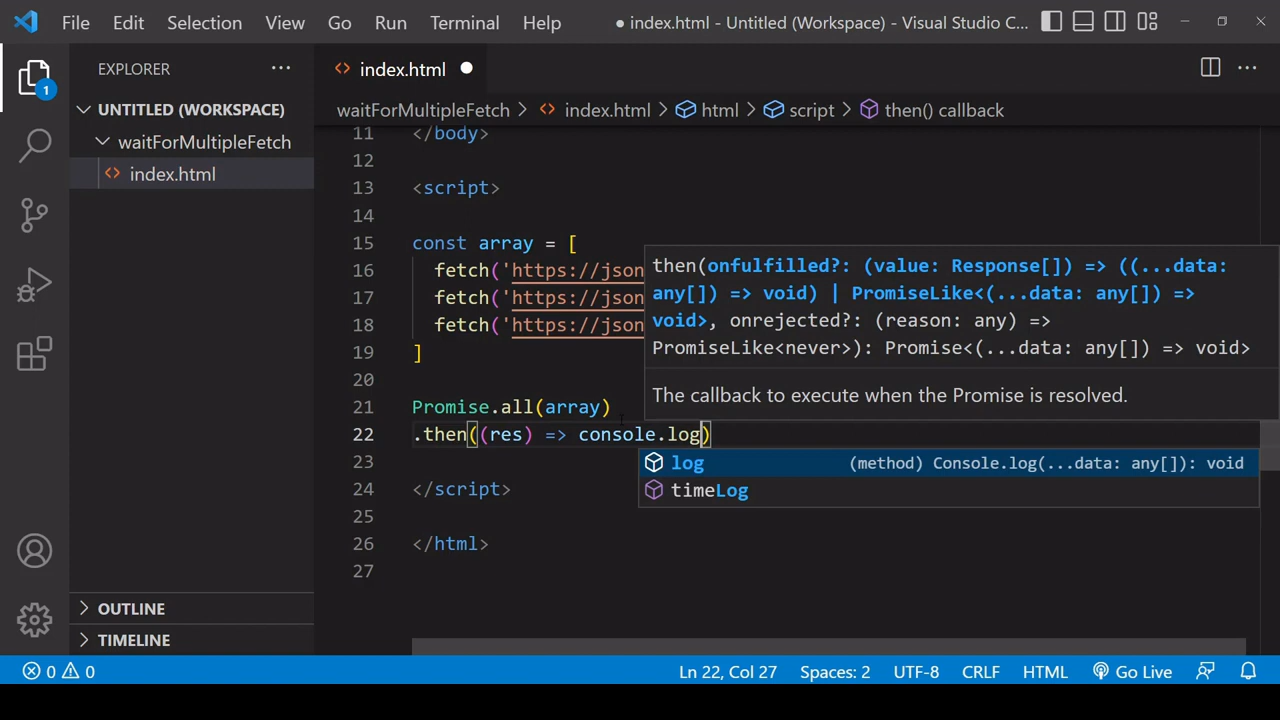 File Edit Selection View Go Run Terminal Help ● index.html - Untitled (Workspace) - Visual Studio C...
EXPLORER ...
index.html ●
1
UNTITLED (WORKSPACE)
waitForMultipleFetch
index.html
waitForMultipleFetch > index.html > html > script > then() callback
11 </body>
12
13 <script>
14
15 const array = [
16 fetch('https://json
17 fetch('https://json
18 fetch('https://json
19 ]
20
21 Promise.all(array)
22 .then((res) => console.log)
23
24 </script>
25
26 </html>
27
then(onfulfilled?: (value: Response[]) => ((...data:
any[]) => void) | PromiseLike<(...data: any[]) =>
void>, onrejected?: (reason: any) =>
PromiseLike<never>): Promise<(...data: any[]) => void>
The callback to execute when the Promise is resolved.
log (method) Console.log(...data: any[]): void
timeLog
OUTLINE
TIMELINE
0 0 Ln 22, Col 27 Spaces: 2 UTF-8 CRLF HTML Go Live